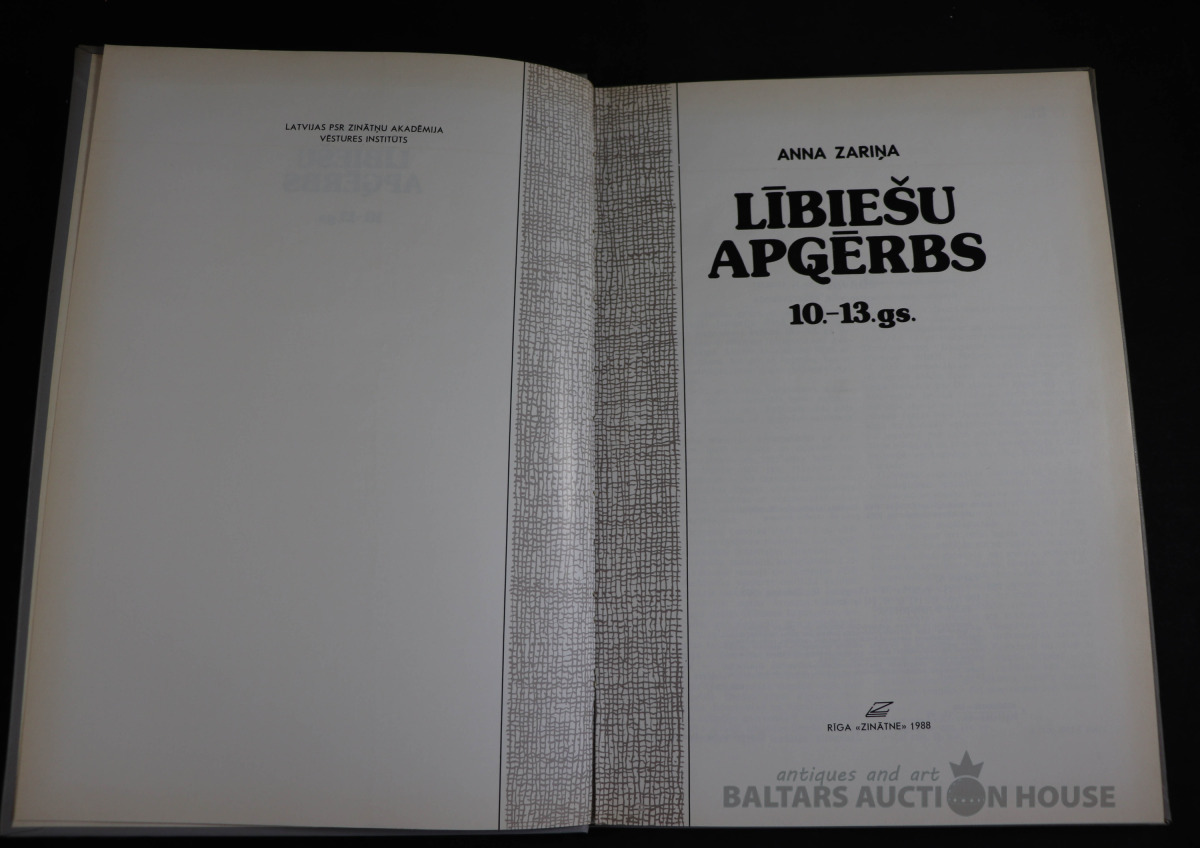 LATVIJAS PSR ZINĀTŅU AKADĒMIJA
VĒSTURES INSTITŪTS
ANNA ZARIŅA
LĪBIEŠU
APĢĒRBS
10.–13.gs.
RĪGA «ZINĀTNE» 1988
antiques and art
BALTARS AUCTION HOUSE